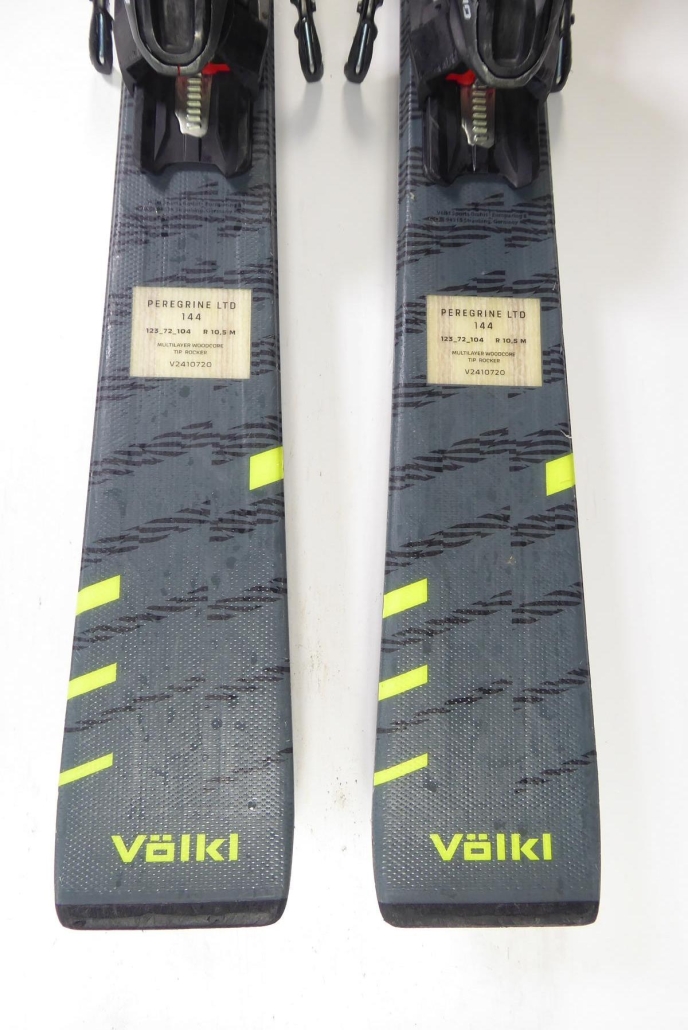 PEREGRINE LTD
144
123_72_104 R 10,5 M
MULTILAYER WOODCORE
TIP ROCKER
V2410720
Völkl
PEREGRINE LTD
144
123_72_104 R 10,5 M
MULTILAYER WOODCORE
TIP ROCKER
V2410720
Völkl